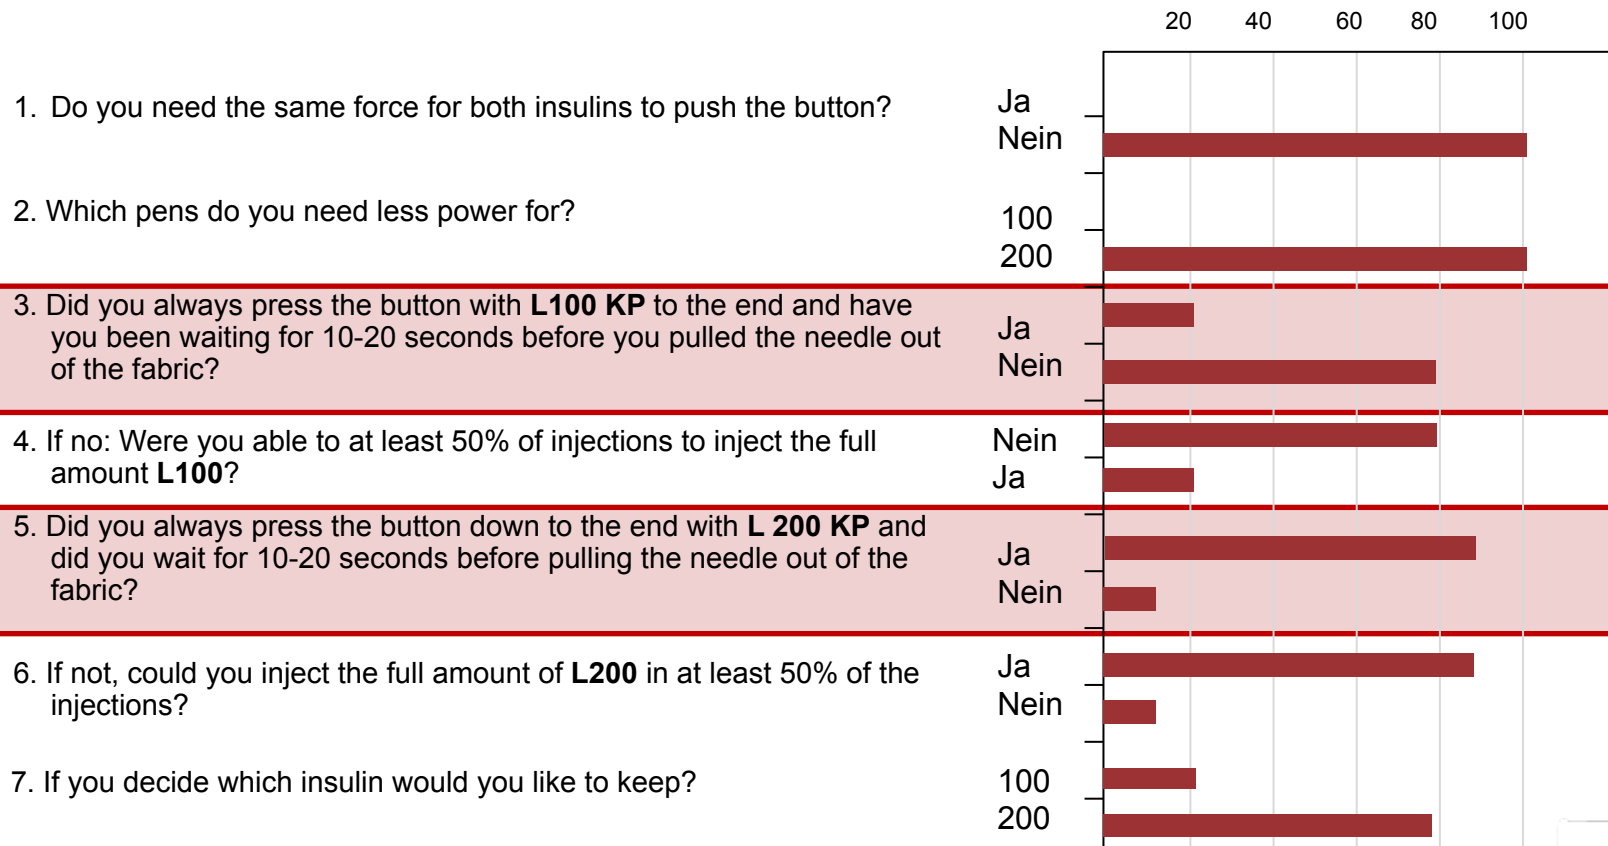 20 40 60 80 100
1. Do you need the same force for both insulins to push the button?
Ja
Nein
2. Which pens do you need less power for?
100
200
3. Did you always press the button with L100 KP to the end and have
you been waiting for 10-20 seconds before you pulled the needle out
of the fabric?
Ja
Nein
4. If no: Were you able to at least 50% of injections to inject the full
amount L100?
Nein
Ja
5. Did you always press the button down to the end with L 200 KP and
did you wait for 10-20 seconds before pulling the needle out of the
fabric?
Ja
Nein
6. If not, could you inject the full amount of L200 in at least 50% of the
injections?
Ja
Nein
7. If you decide which insulin would you like to keep?
100
200